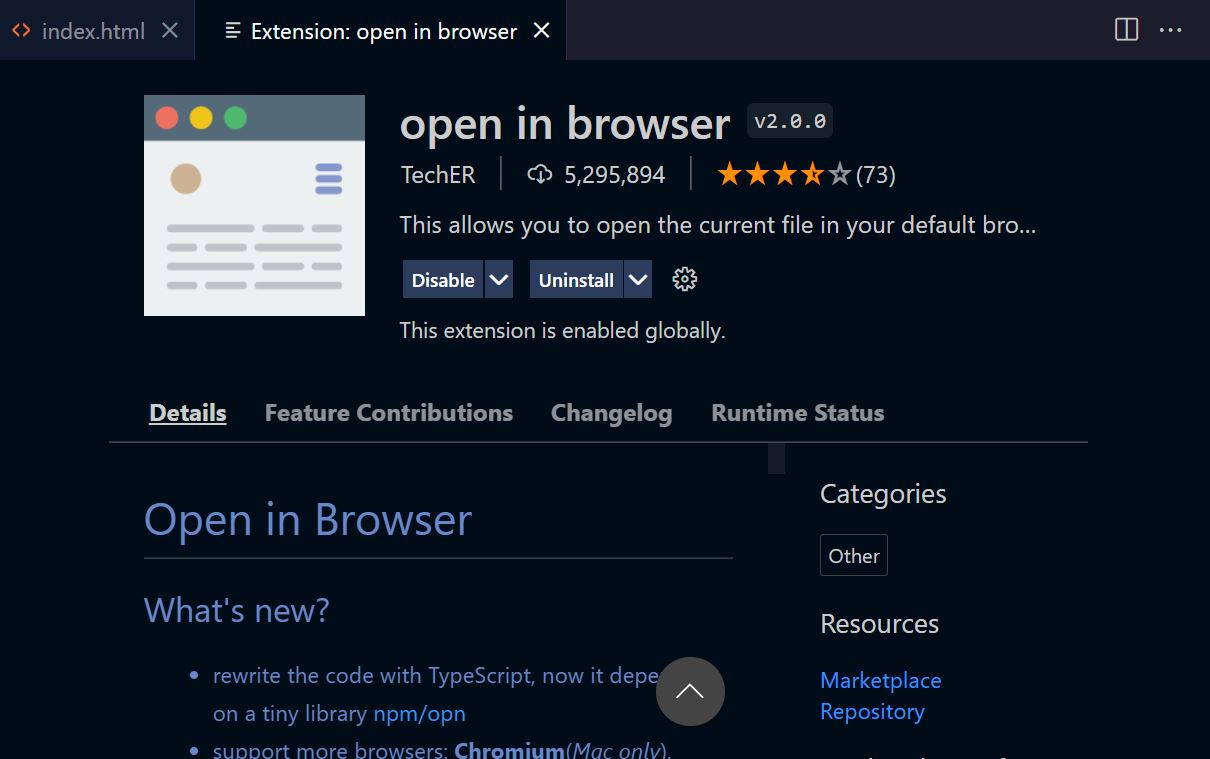 index.html
Extension: open in browser
open in browser v2.0.0
TechER 5,295,894 (73)
This allows you to open the current file in your default bro...
Disable Uninstall
This extension is enabled globally.
Details Feature Contributions Changelog Runtime Status
Open in Browser
What's new?
rewrite the code with TypeScript, now it depe
on a tiny library npm/opn
support more browsers: Chromium(Mac only).
Categories
Other
Resources
Marketplace
Repository